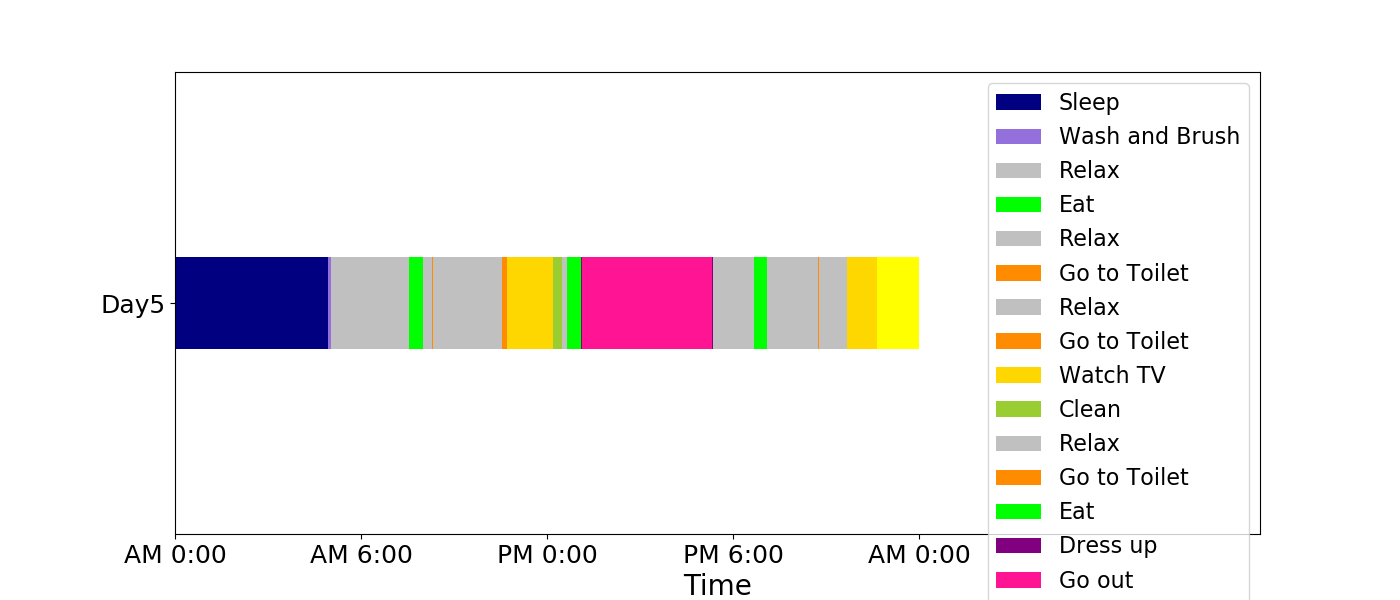 Sleep
Wash and Brush
Relax
Eat
Relax
Go to Toilet
Relax
Go to Toilet
Watch TV
Clean
Relax
Go to Toilet
Eat
Dress up
Go out
Day5
AM 0:00 AM 6:00 PM 0:00 PM 6:00 AM 0:00
Time